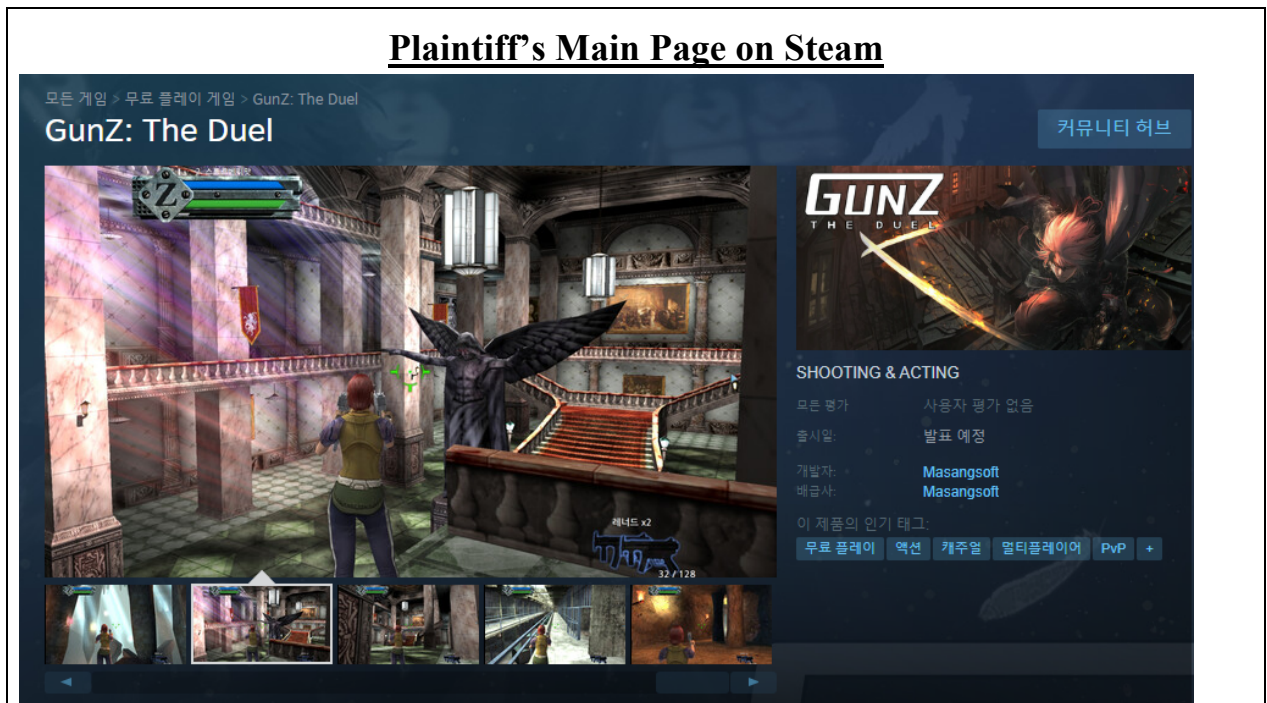 Plaintiff’s Main Page on Steam
모든 게임 > 무료 플레이 게임 > GunZ: The Duel
GunZ: The Duel
커뮤니티 허브
Z
레너드 x2
32 / 128
GUNZ
THE DUEL
SHOOTING & ACTING
모든 평가
사용자 평가 없음
출시일:
발표 예정
개발자:
Masangsoft
배급사:
Masangsoft
이 제품의 인기 태그:
무료 플레이 액션 캐주얼 멀티플레이어 PvP +